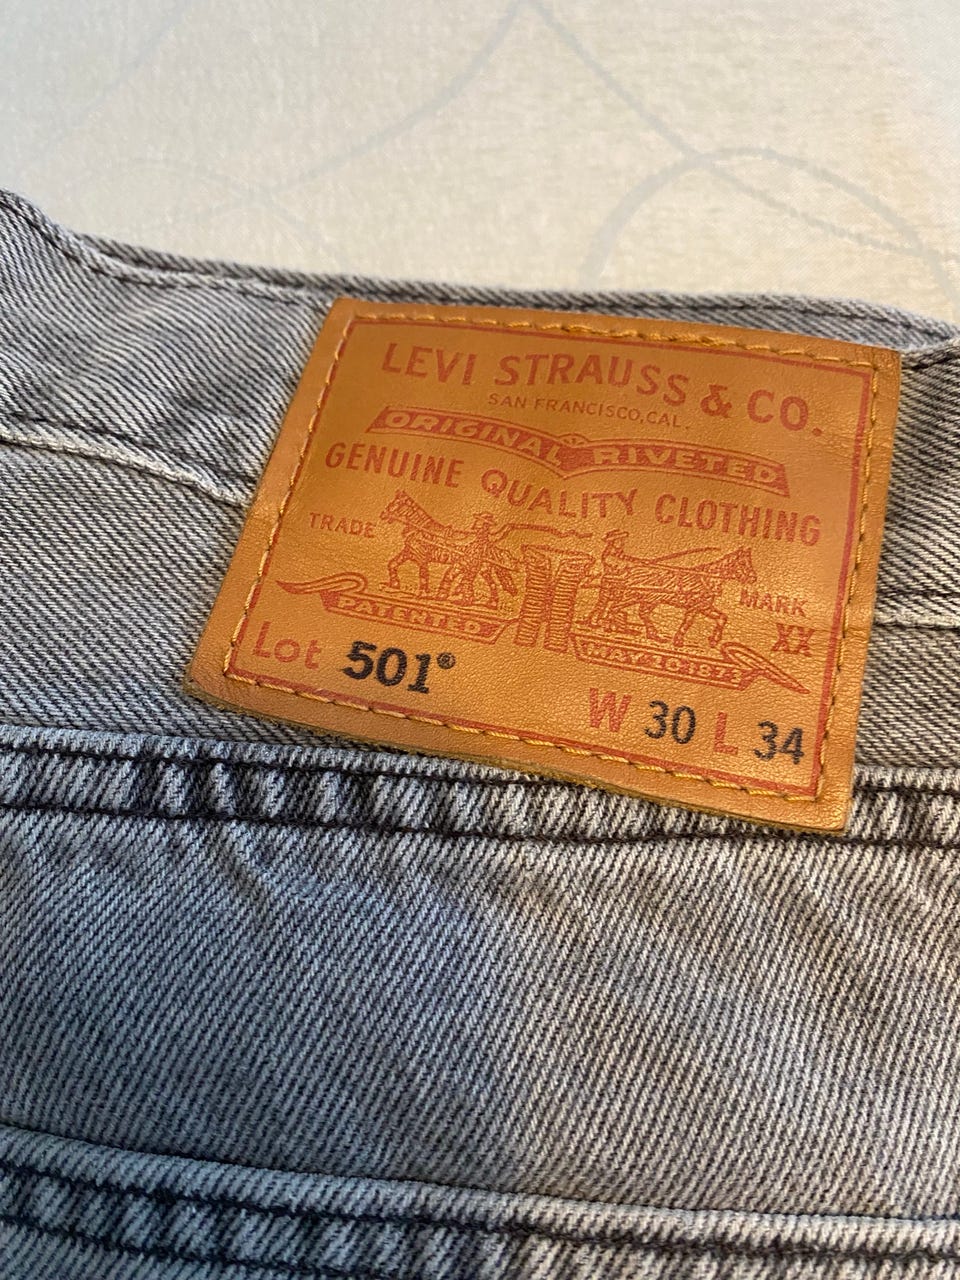 LEVI STRAUSS & CO.
SAN FRANCISCO, CAL.
ORIGINAL RIVETED
GENUINE QUALITY CLOTHING
TRADE MARK
XX
PATENTED MAY 20 1873
Lot 501®
W 30 L 34